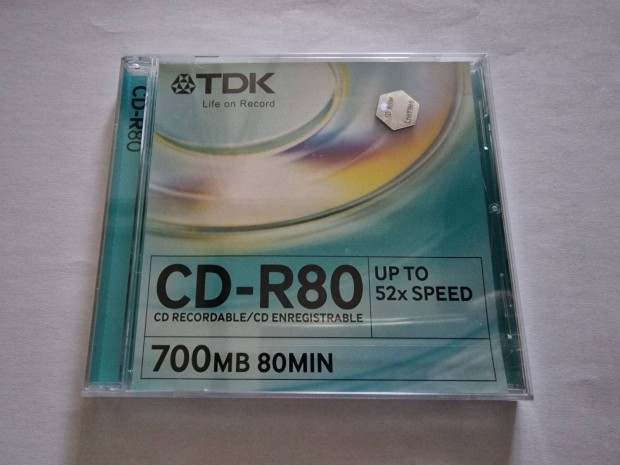 TDK
Life on Record
CD-R80
CD-R80
UP TO
52x SPEED
CD RECORDABLE/CD ENREGISTRABLE
700MB 80MIN